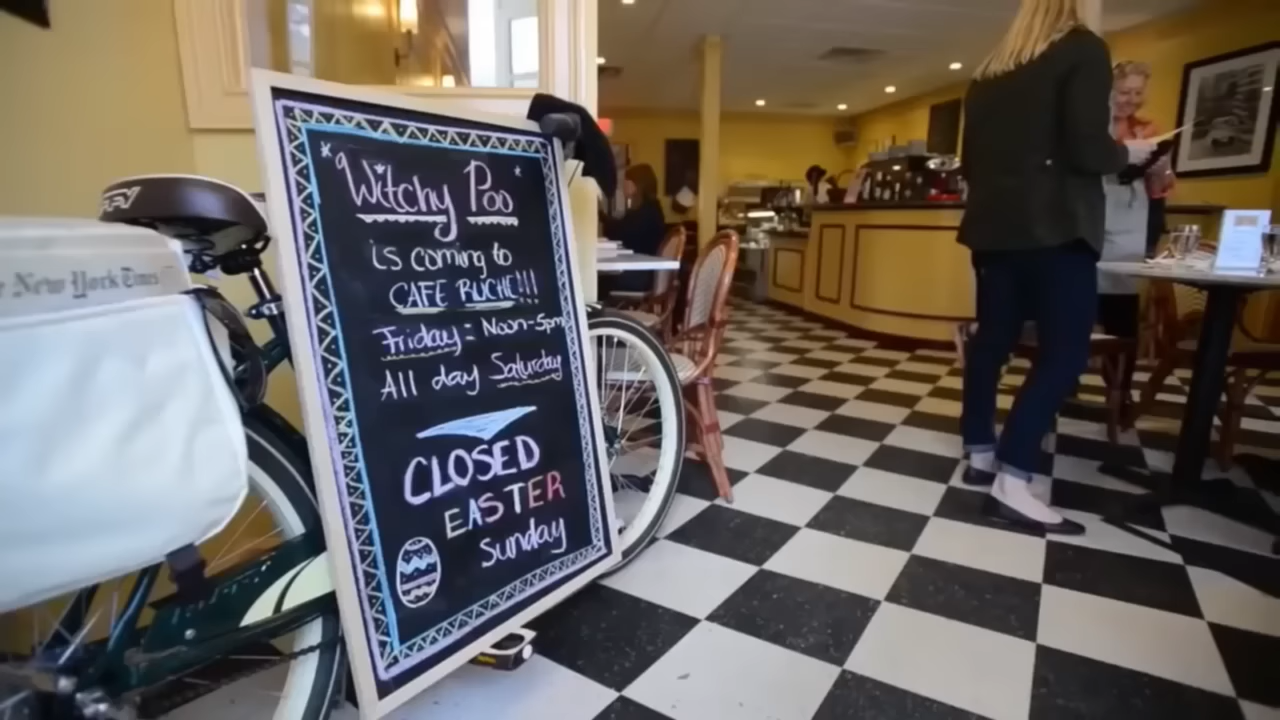 New York Times
"Witchy Poo"
is coming to
CAFE RUCHE!!!
Friday: Noon-5pm
All day Saturday
CLOSED
EASTER
Sunday